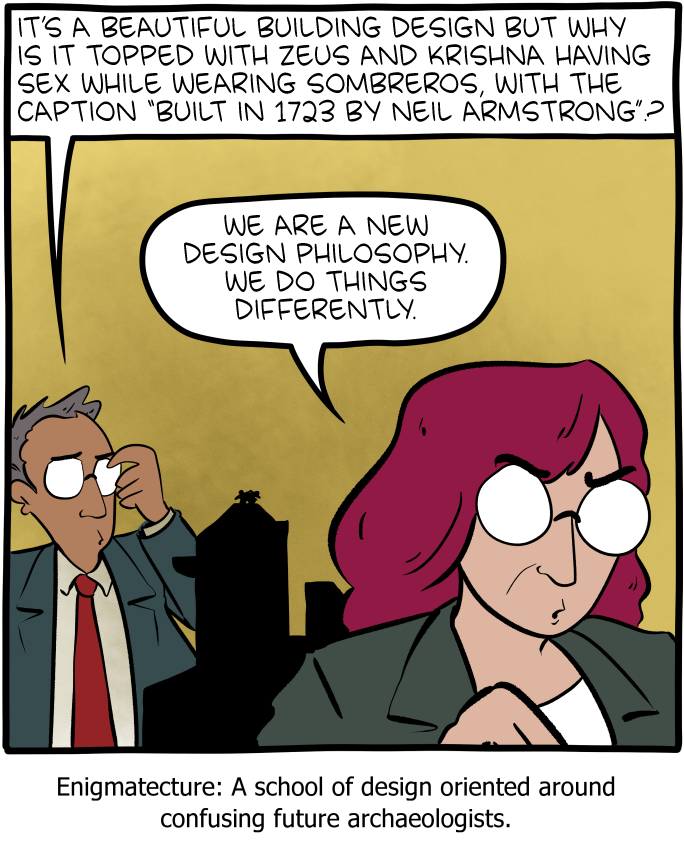 IT'S A BEAUTIFUL BUILDING DESIGN BUT WHY
IS IT TOPPED WITH ZEUS AND KRISHNA HAVING
SEX WHILE WEARING SOMBREROS, WITH THE
CAPTION "BUILT IN 1723 BY NEIL ARMSTRONG".?
WE ARE A NEW
DESIGN PHILOSOPHY.
WE DO THINGS
DIFFERENTLY.
Enigmatecture: A school of design oriented around
confusing future archaeologists.